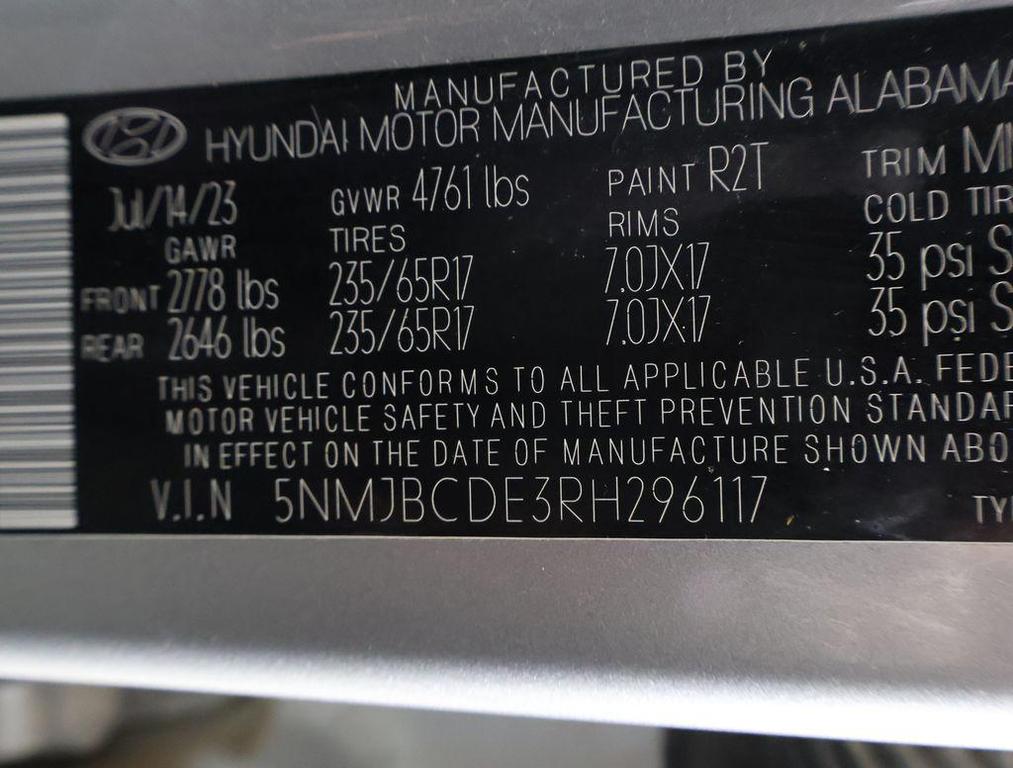 MANUFACTURED BY
HYUNDAI MOTOR MANUFACTURING ALABAMA
Jul/14/23 GVWR 4761 lbs PAINT R2T TRIM
GAWR TIRES RIMS COLD
FRONT 2778 lbs 235/65R17 7.0JX17 35 psi
REAR 2646 lbs 235/65R17 7.0JX17 35 psi
THIS VEHICLE CONFORMS TO ALL APPLICABLE U.S.A.
MOTOR VEHICLE SAFETY AND THEFT PREVENTION
IN EFFECT ON THE DATE OF MANUFACTURE SHOWN
V.I.N 5NMJBCDE3RH296117